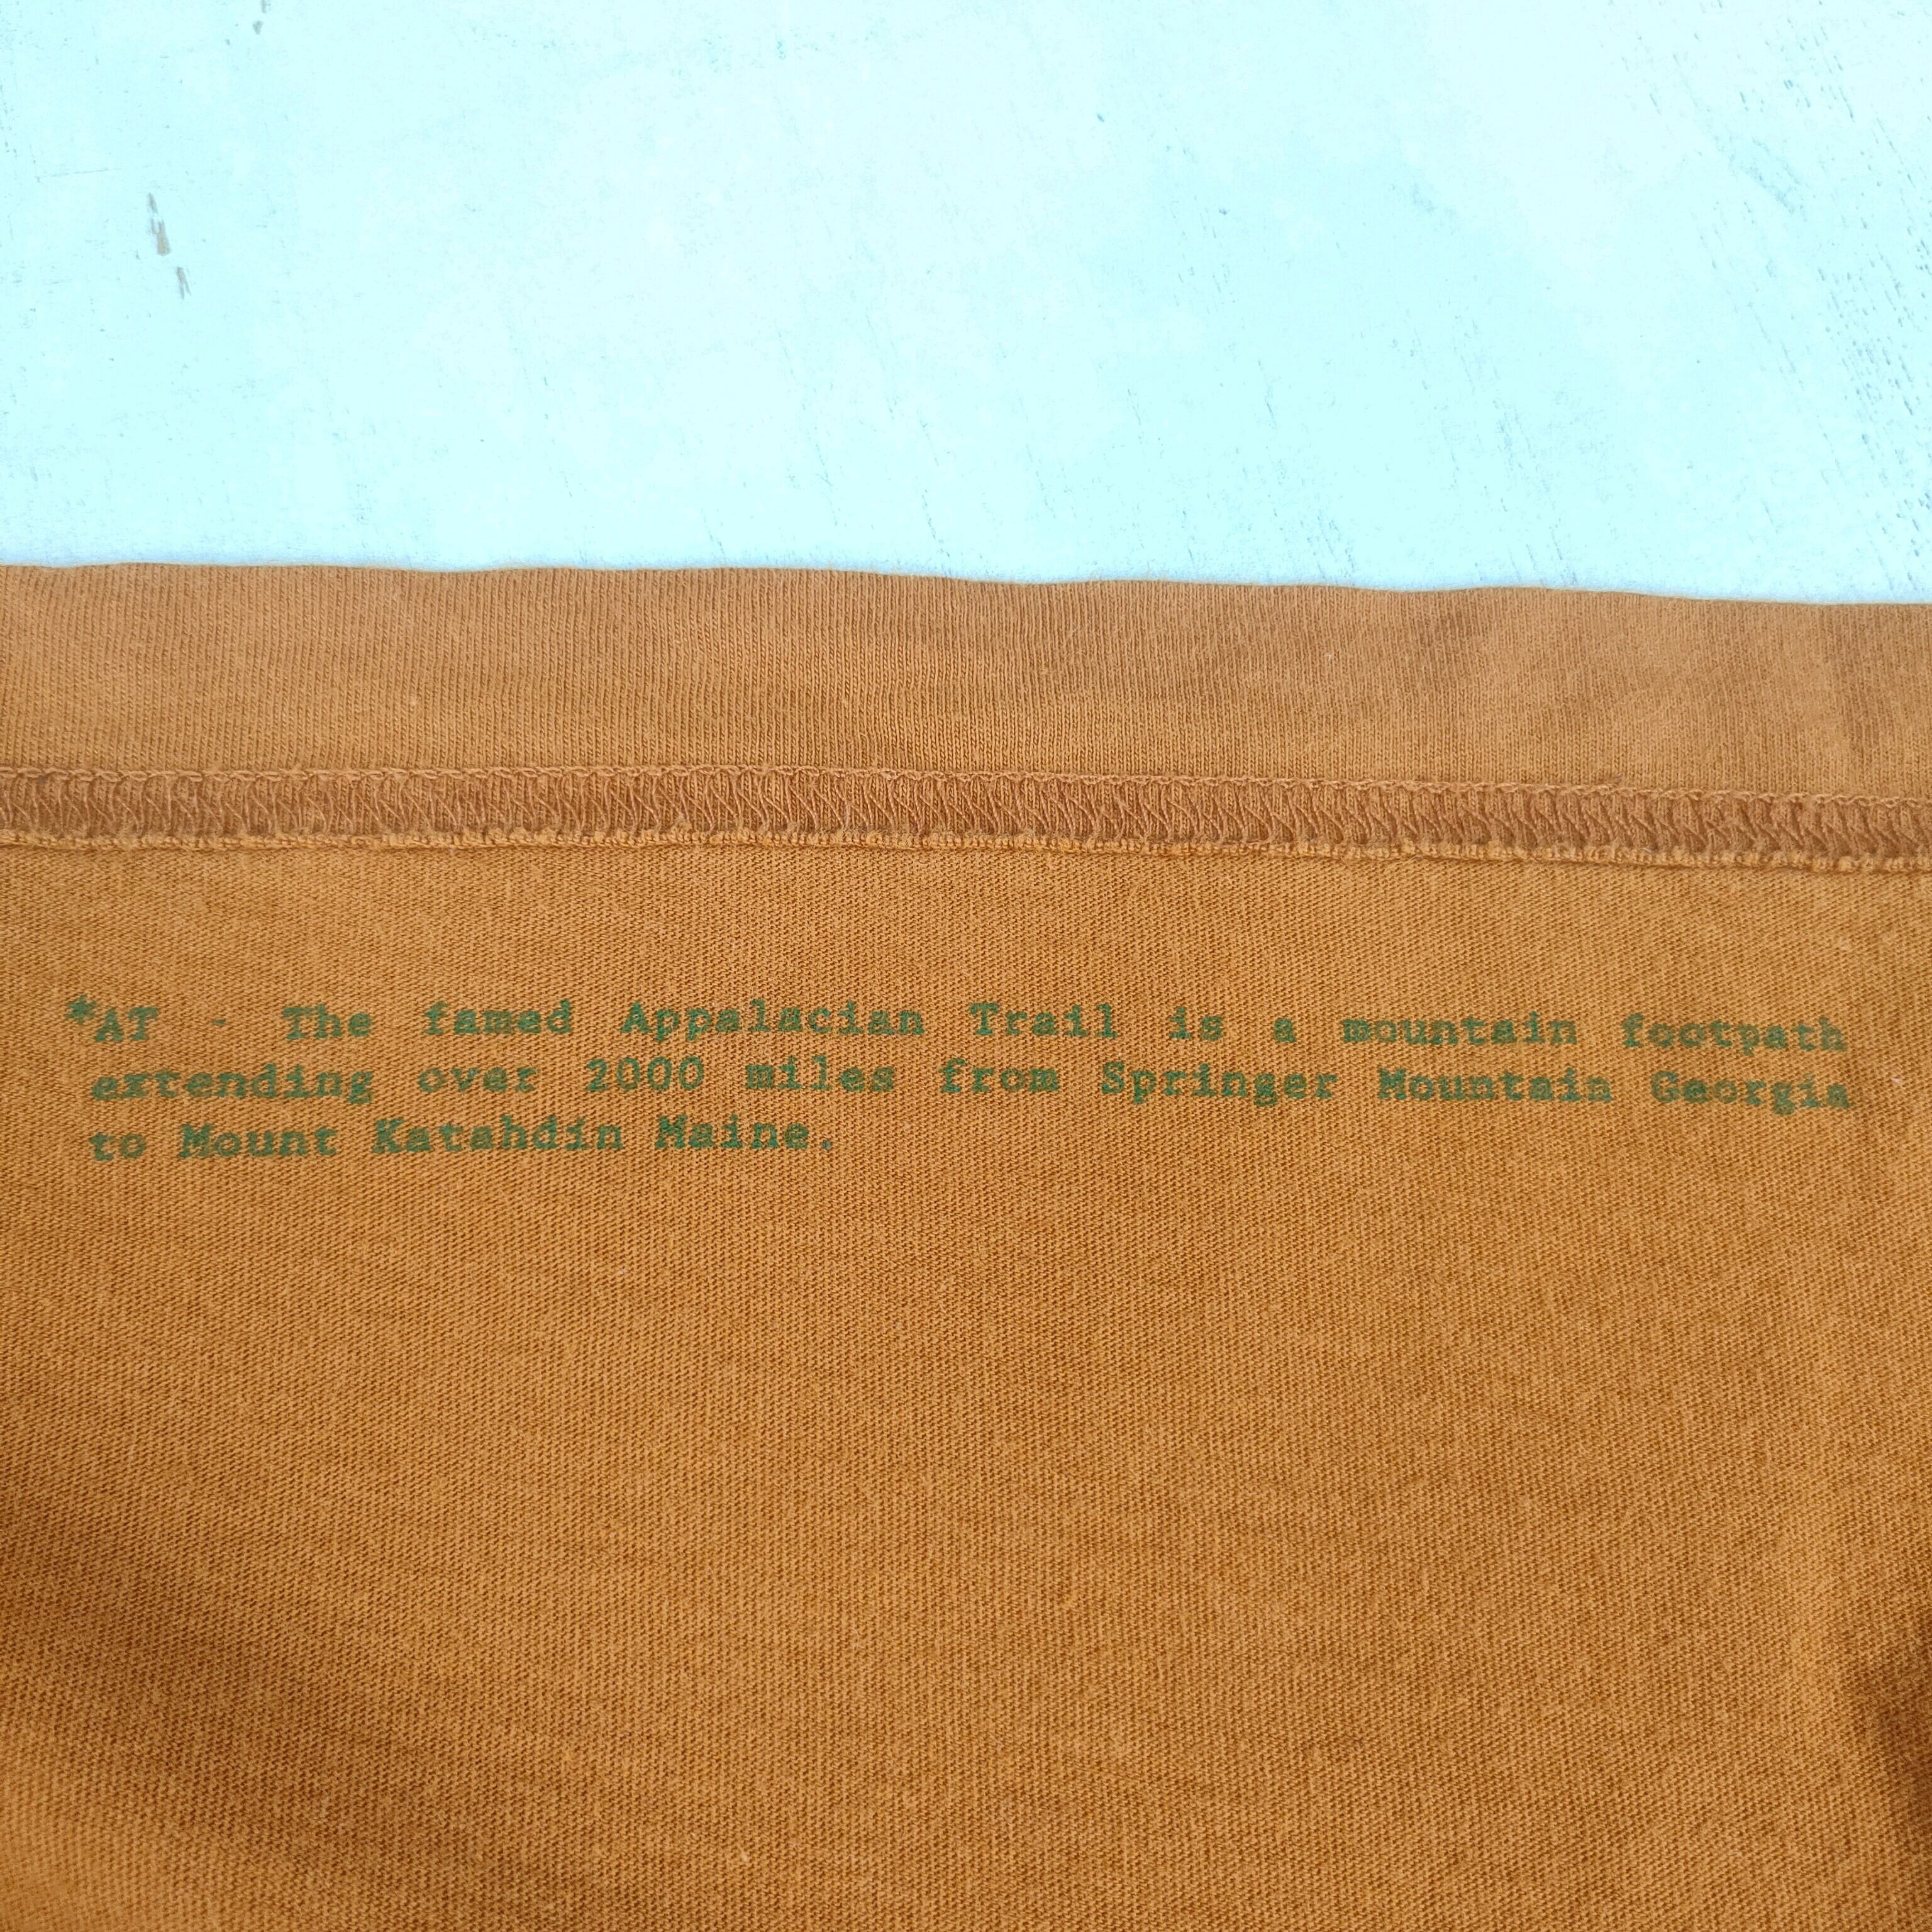 *AT - The famed Appalacian Trail is a mountain footpath
extending over 2000 miles from Springer Mountain Georgia
to Mount Katahdin Maine.